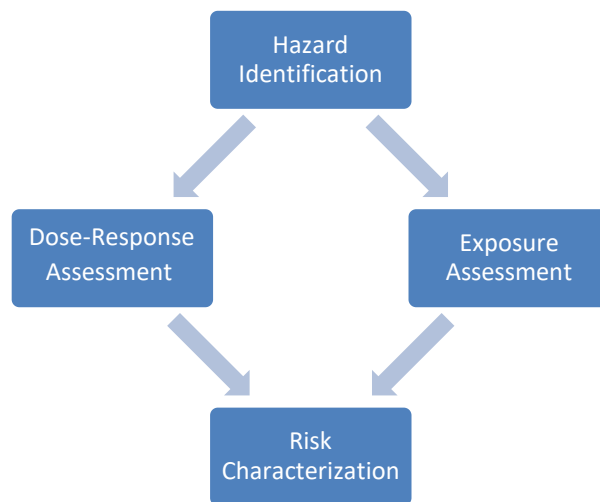 Hazard
Identification
Dose-Response
Assessment
Exposure
Assessment
Risk
Characterization